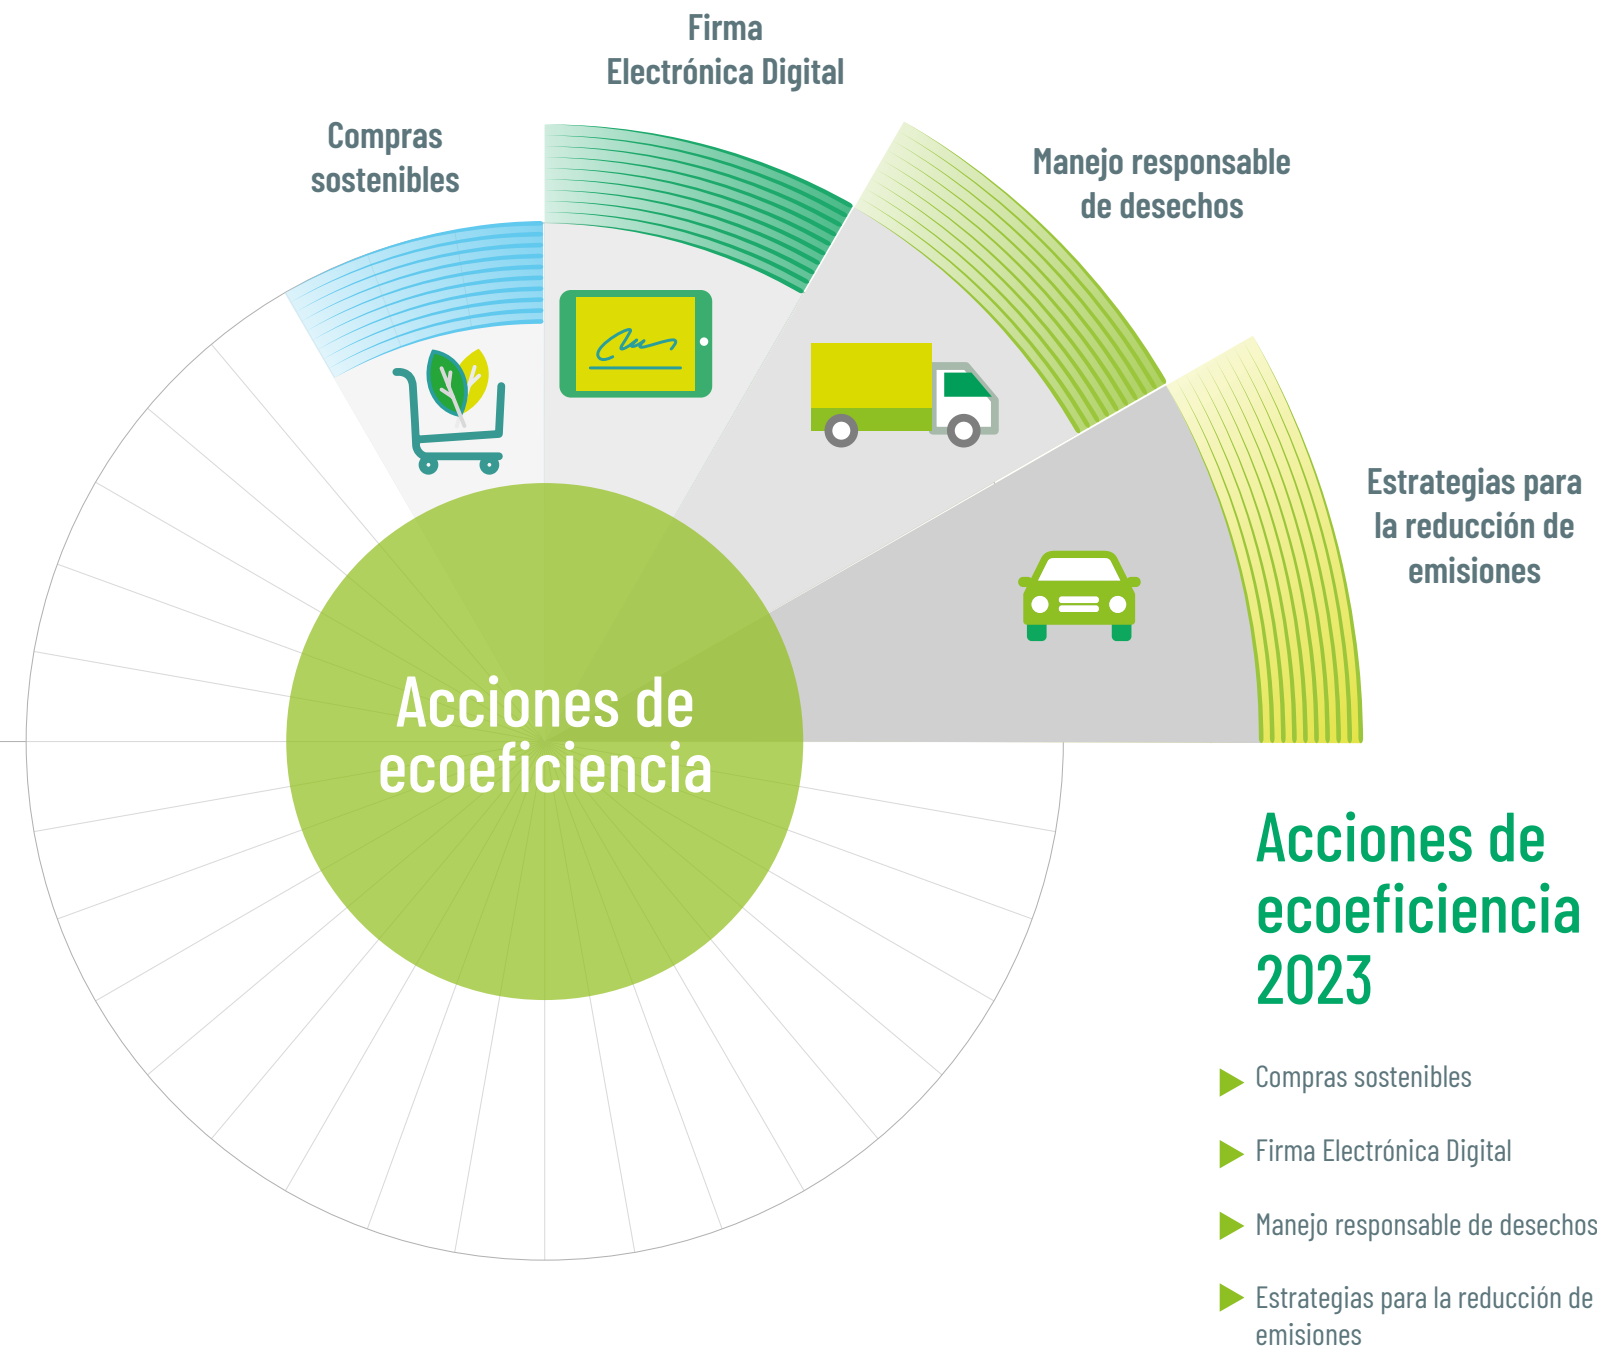 Firma
Electrónica Digital
Compras
sostenibles
Manejo responsable
de desechos
Estrategias para
la reducción de
emisiones
Acciones de
ecoeficiencia
Acciones de
ecoeficiencia
2023
Compras sostenibles
Firma Electrónica Digital
Manejo responsable de desechos
Estrategias para la reducción de
emisiones